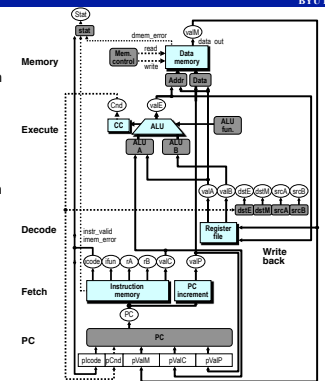 BYU
Stat
valM
stat
dmem_error
data out
read
Mem. control
Data memory
Memory
write
Addr
Data
Cnd
valE
Execute
CC
ALU
ALU fun.
ALU A
ALU B
valA
valB
dstE
dstM
srcA
srcB
dstE
dstM
srcA
srcB
Decode
instr_valid
imem_error
Register file
Write back
icode
ifun
rA
rB
valC
valP
Fetch
Instruction memory
PC increment
PC
PC
PC
pIcode
pCnd
pValM
pValC
pValP